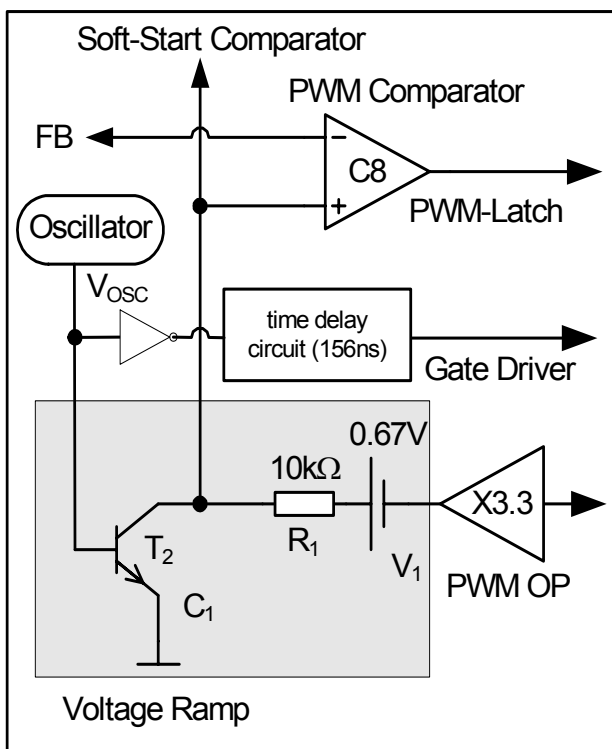 Soft-Start Comparator
PWM Comparator
FB
−
C8
+
PWM-Latch
Oscillator
VOSC
time delay
circuit (156ns)
Gate Driver
0.67V
10kΩ
X3.3
R1
V1
T2
PWM OP
C1
Voltage Ramp